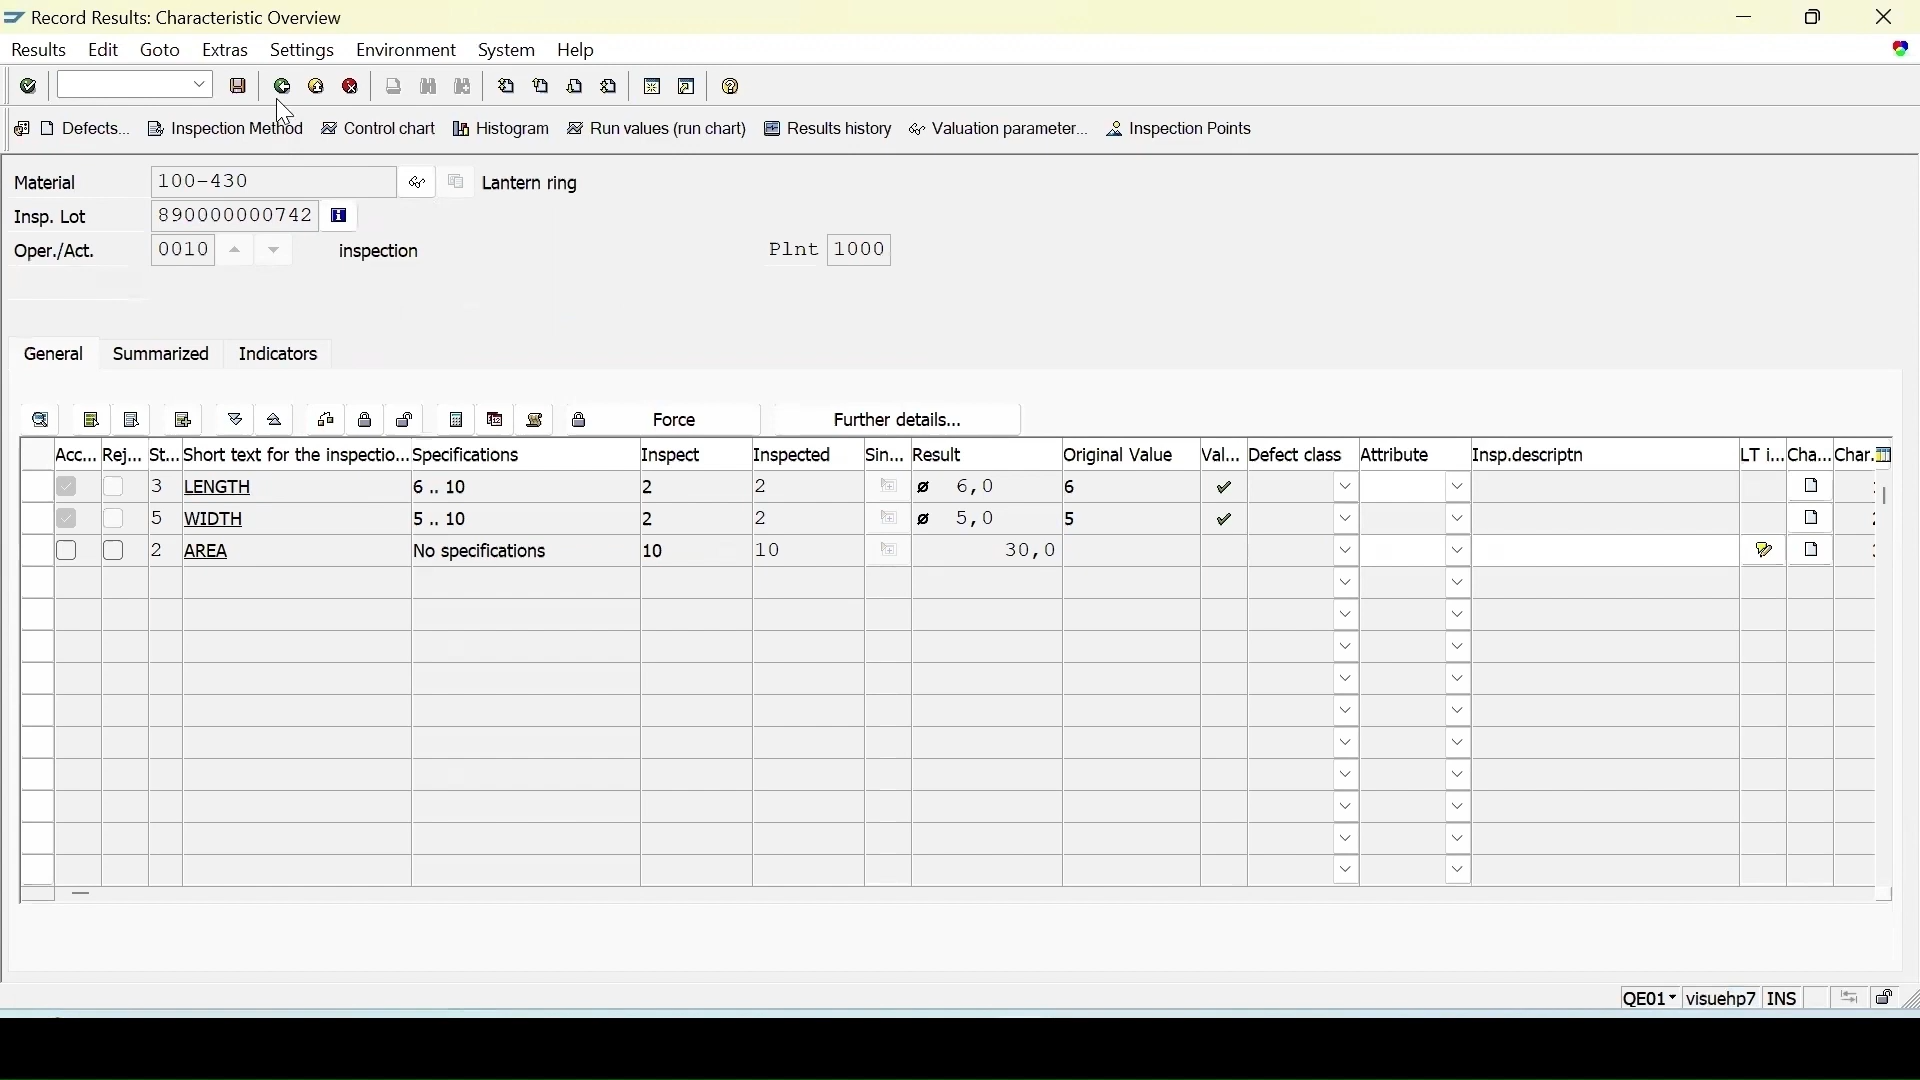 Record Results: Characteristic Overview
Results Edit Goto Extras Settings Environment System Help
Defects... Inspection Method Control chart Histogram Run values (run chart) Results history Valuation parameter... Inspection Points
Material 100-430 Lantern ring
Insp. Lot 890000000742
Oper./Act. 0010 inspection Plnt 1000
General Summarized Indicators
Force Further details...
Acc... Rej... St... Short text for the inspectio... Specifications Inspect Inspected Sin... Result Original Value Val... Defect class Attribute Insp.descriptn LT i... Cha... Char.
3 LENGTH 6 .. 10 2 2 ø 6,0 6
5 WIDTH 5 .. 10 2 2 ø 5,0 5
2 AREA No specifications 10 10 30,0
QE01 visuehp7 INS